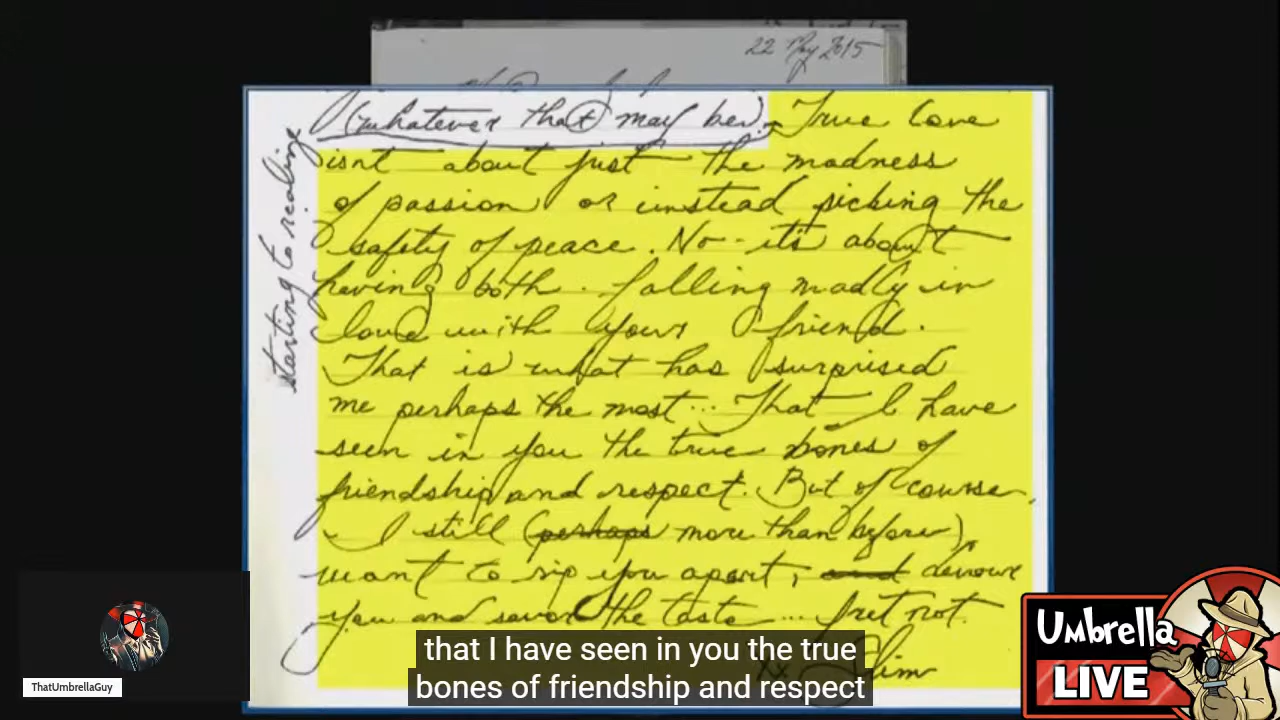 22 May 2015
(whatever that may be). True love
isnt about just the madness
of passion or instead picking the
safety of peace. No - it's about
having both. falling madly in
love with your friend.
That is what has surprised
me perhaps the most... That I have
seen in you the true bones of
friendship and respect. But of course,
I still (perhaps more than before)
want to rip you apart, and devour
you and savor the taste ... but not.
Slim
starting to realize
that I have seen in you the true
bones of friendship and respect
ThatUmbrellaGuy
Umbrella
LIVE